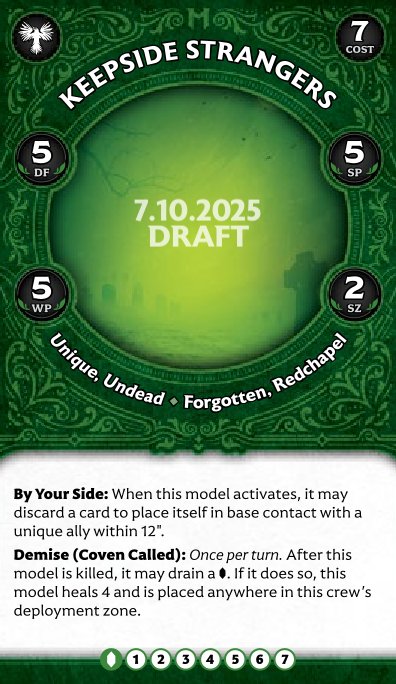 KEEPSIDE STRANGERS
7
COST
5
DF
5
SP
7.10.2025
DRAFT
5
WP
2
SZ
Unique, Undead ◆ Forgotten, Redchapel
By Your Side: When this model activates, it may
discard a card to place itself in base contact with a
unique ally within 12".
Demise (Coven Called): Once per turn. After this
model is killed, it may drain a ⬮. If it does so, this
model heals 4 and is placed anywhere in this crew's
deployment zone.
1 2 3 4 5 6 7